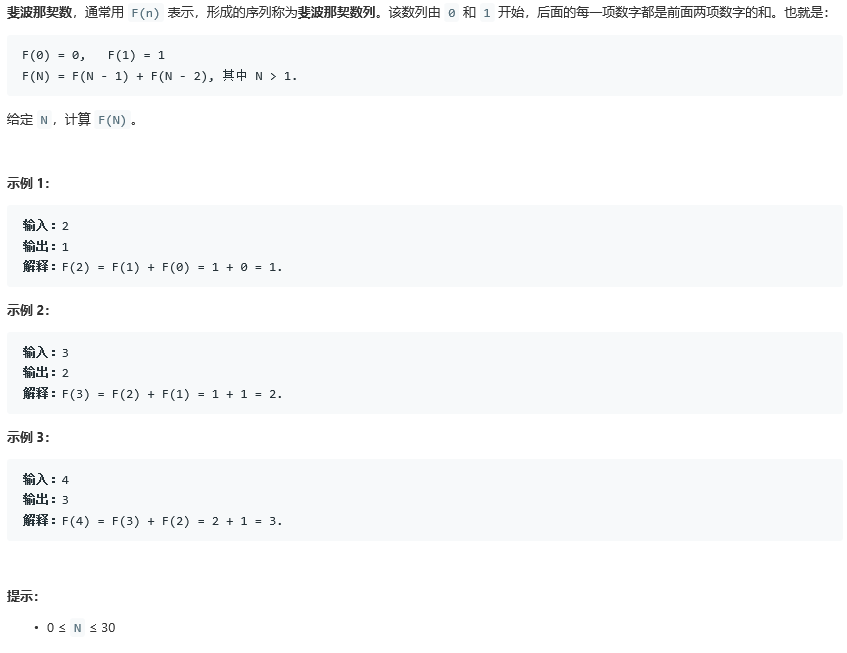 斐波那契数，通常用 F(n) 表示，形成的序列称为斐波那契数列。该数列由 0 和 1 开始，后面的每一项数字都是前面两项数字的和。也就是：
F(0) = 0,   F(1) = 1
F(N) = F(N - 1) + F(N - 2), 其中 N > 1.
给定 N，计算 F(N)。
示例 1：
输入：2
输出：1
解释：F(2) = F(1) + F(0) = 1 + 0 = 1.
示例 2：
输入：3
输出：2
解释：F(3) = F(2) + F(1) = 1 + 1 = 2.
示例 3：
输入：4
输出：3
解释：F(4) = F(3) + F(2) = 2 + 1 = 3.
提示：
• 0 ≤ N ≤ 30